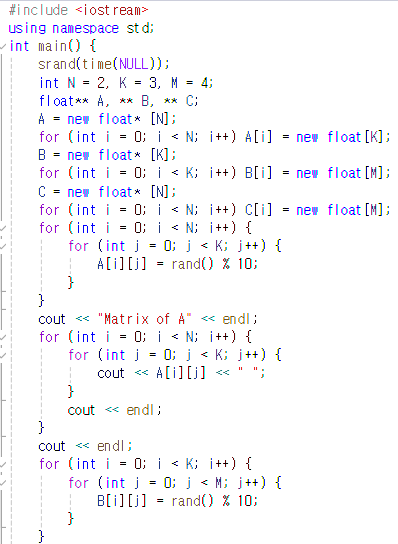 #include <iostream>
using namespace std;
int main() {
    srand(time(NULL));
    int N = 2, K = 3, M = 4;
    float** A, ** B, ** C;
    A = new float* [N];
    for (int i = 0; i < N; i++) A[i] = new float[K];
    B = new float* [K];
    for (int i = 0; i < K; i++) B[i] = new float[M];
    C = new float* [N];
    for (int i = 0; i < N; i++) C[i] = new float[M];
    for (int i = 0; i < N; i++) {
        for (int j = 0; j < K; j++) {
            A[i][j] = rand() % 10;
        }
    }
    cout << "Matrix of A" << endl;
    for (int i = 0; i < N; i++) {
        for (int j = 0; j < K; j++) {
            cout << A[i][j] << " ";
        }
        cout << endl;
    }
    cout << endl;
    for (int i = 0; i < K; i++) {
        for (int j = 0; j < M; j++) {
            B[i][j] = rand() % 10;
        }
    }